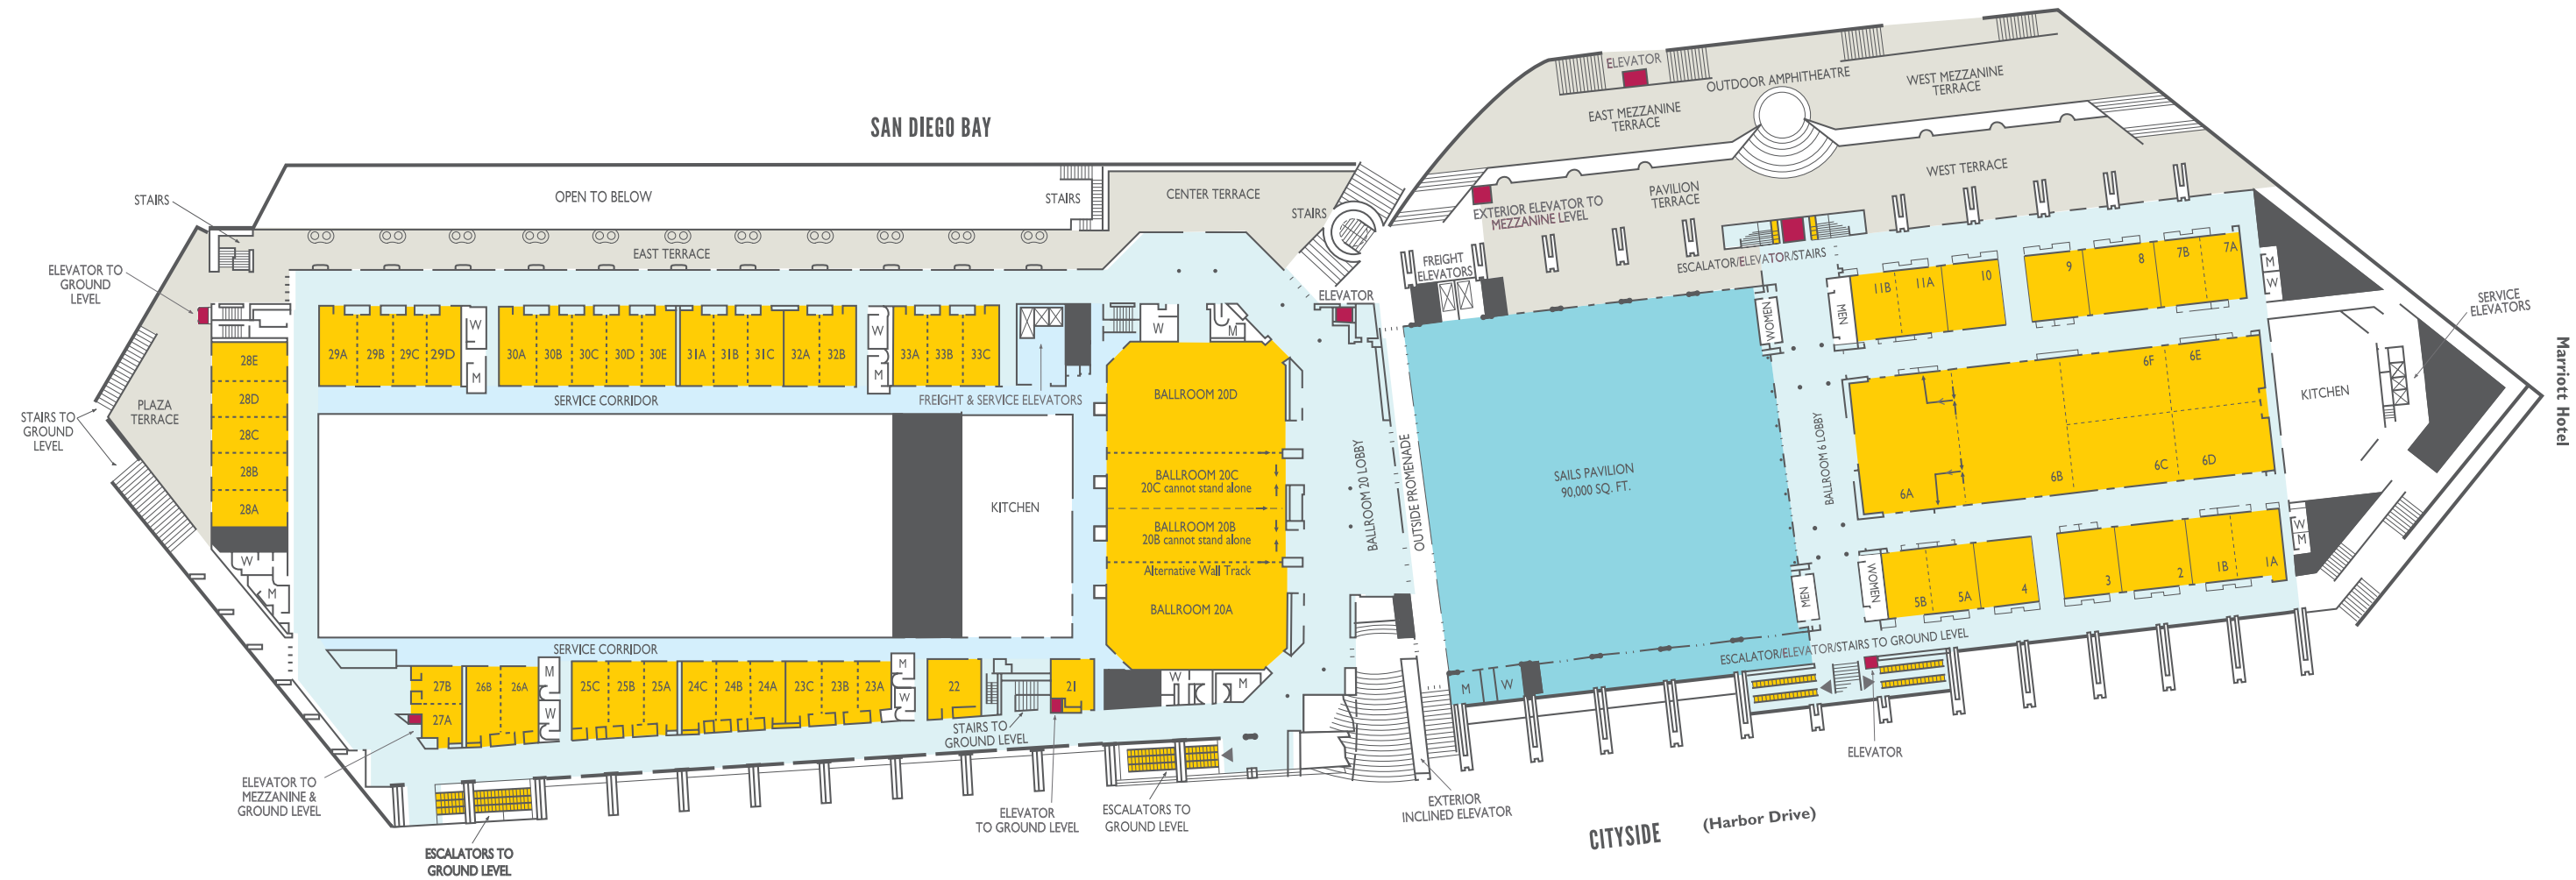 SAN DIEGO BAY
ELEVATOR
OUTDOOR AMPHITHEATRE
WEST MEZZANINE
TERRACE
EAST MEZZANINE
TERRACE
WEST TERRACE
PAVILION
TERRACE
EXTERIOR ELEVATOR TO
MEZZANINE LEVEL
ESCALATOR/ELEVATOR/STAIRS
FREIGHT
ELEVATORS
STAIRS
OPEN TO BELOW
STAIRS
CENTER TERRACE
STAIRS
EAST TERRACE
ELEVATOR TO
GROUND
LEVEL
ELEVATOR
STAIRS TO
GROUND
LEVEL
PLAZA
TERRACE
28E
28D
28C
28B
28A
W
M
29A
29B
29C
29D
W
M
30A
30B
30C
30D
30E
31A
31B
31C
32A
32B
W
M
33A
33B
33C
W
M
SERVICE CORRIDOR
FREIGHT & SERVICE ELEVATORS
KITCHEN
BALLROOM 20D
BALLROOM 20C
20C cannot stand alone
BALLROOM 20B
20B cannot stand alone
Alternative Wall Track
BALLROOM 20A
BALLROOM 20 LOBBY
OUTSIDE PROMENADE
SAILS PAVILION
90,000 SQ. FT.
WOMEN
MEN
11B
11A
10
9
8
7B
7A
M
W
SERVICE
ELEVATORS
Marriott Hotel
KITCHEN
BALLROOM 6 LOBBY
6A
6B
6C
6D
6E
6F
W
M
MEN
WOMEN
5B
5A
4
3
2
1B
1A
ESCALATOR/ELEVATOR/STAIRS TO GROUND LEVEL
M
W
ELEVATOR
SERVICE CORRIDOR
27B
27A
26B
26A
M
W
25C
25B
25A
24C
24B
24A
23C
23B
23A
M
W
22
21
W
M
STAIRS TO
GROUND LEVEL
ELEVATOR TO
MEZZANINE &
GROUND LEVEL
ESCALATORS TO
GROUND LEVEL
ELEVATOR
TO GROUND LEVEL
ESCALATORS TO
GROUND LEVEL
EXTERIOR
INCLINED ELEVATOR
CITYSIDE
(Harbor Drive)